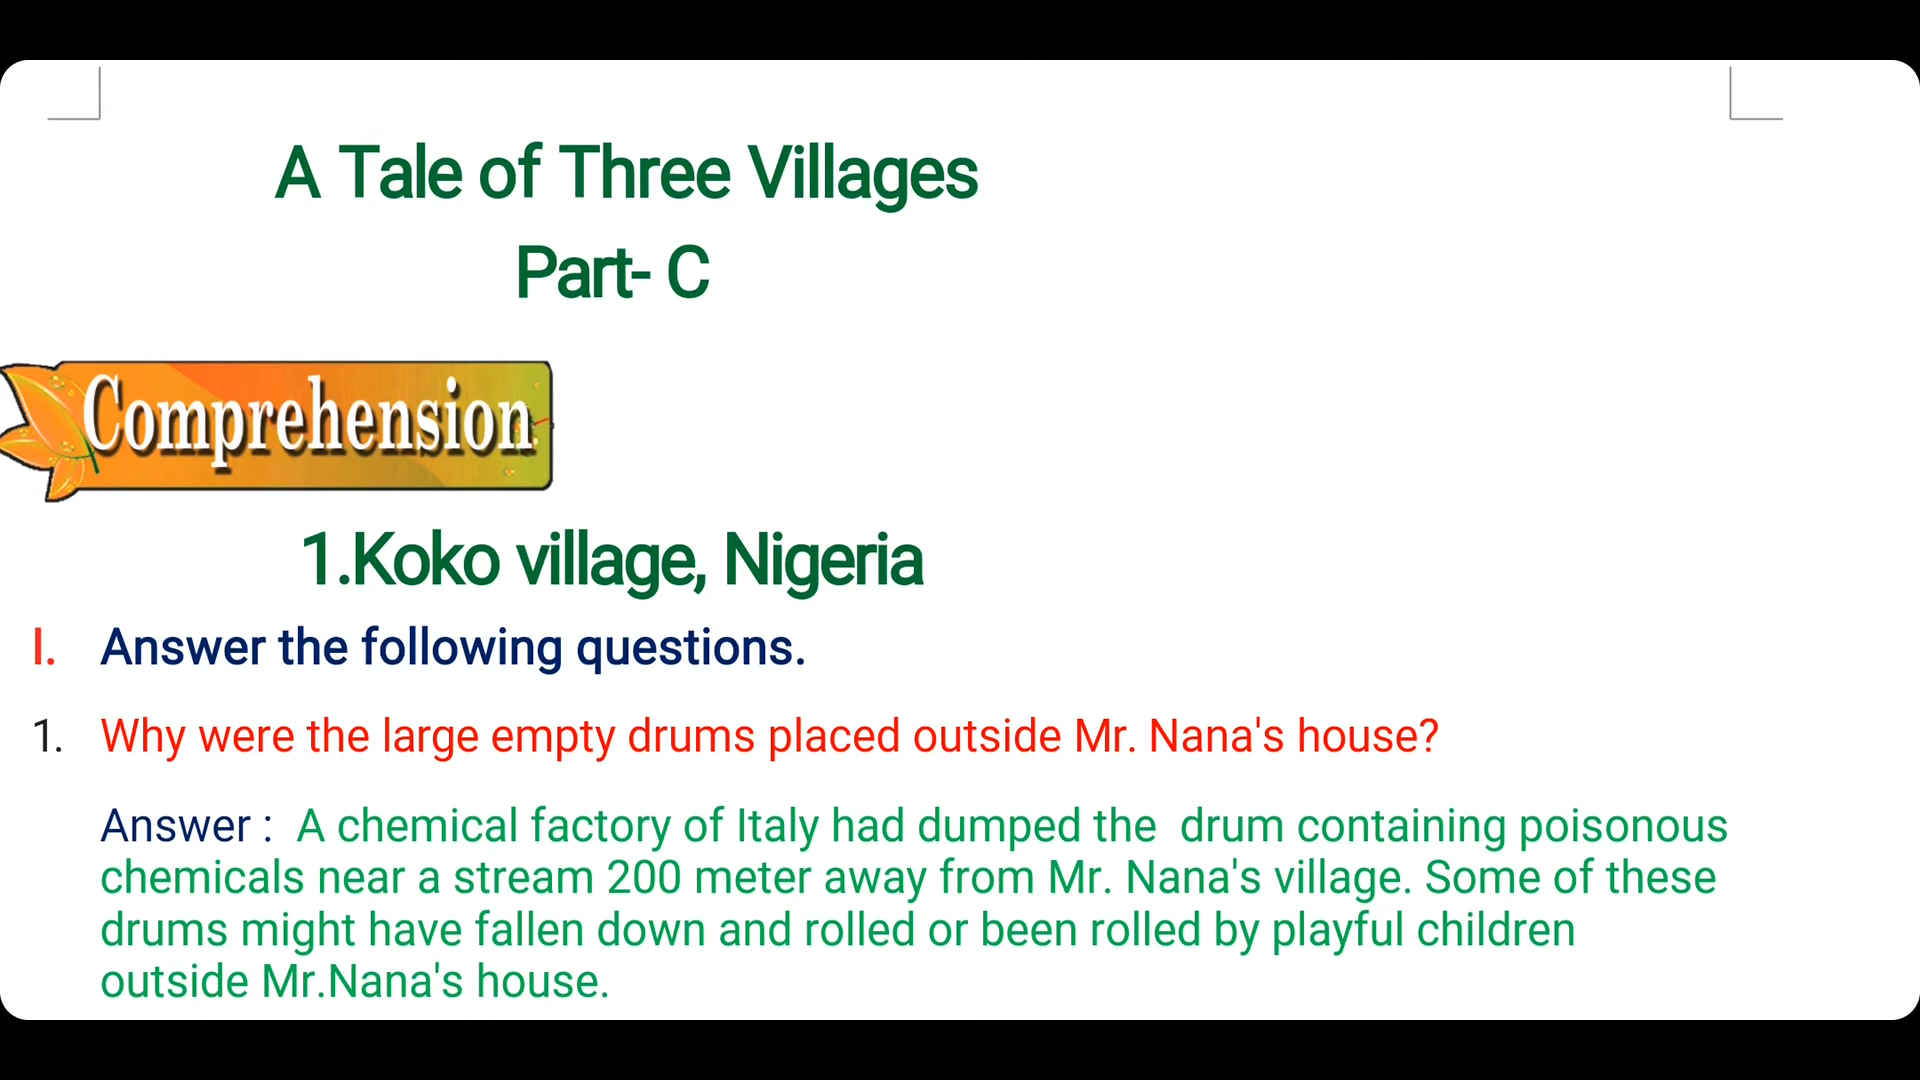 A Tale of Three Villages
Part- C
Comprehension
1.Koko village, Nigeria
I. Answer the following questions.
1. Why were the large empty drums placed outside Mr. Nana's house?
Answer : A chemical factory of Italy had dumped the drum containing poisonous
chemicals near a stream 200 meter away from Mr. Nana's village. Some of these
drums might have fallen down and rolled or been rolled by playful children
outside Mr.Nana's house.